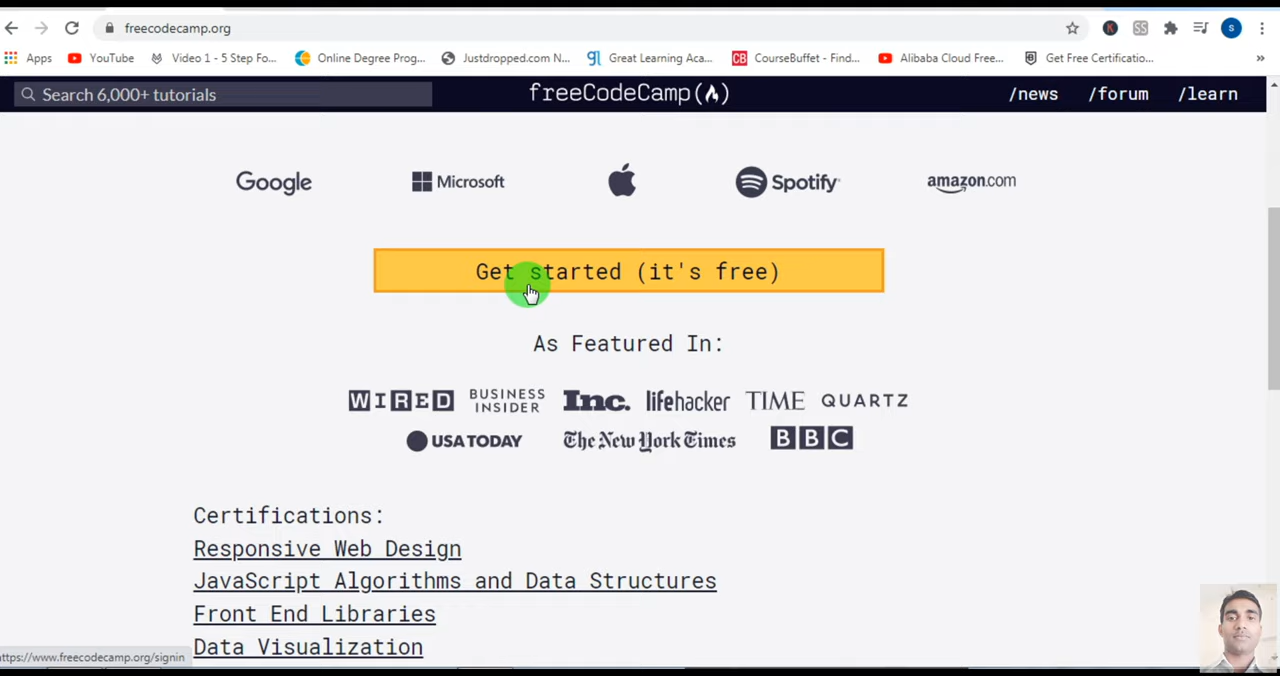 freecodecamp.org
K SS s
Apps YouTube Video 1 - 5 Step Fo... Online Degree Prog... Justdropped.com N... Great Learning Aca... CB CourseBuffet - Find... Alibaba Cloud Free... Get Free Certificatio... »
Search 6,000+ tutorials freeCodeCamp /news /forum /learn
Google Microsoft Spotify amazon.com
Get started (it's free)
As Featured In:
WIRED BUSINESS INSIDER Inc. lifehacker TIME QUARTZ
USA TODAY The New York Times BBC
Certifications:
Responsive Web Design
JavaScript Algorithms and Data Structures
Front End Libraries
Data Visualization
https://www.freecodecamp.org/signin